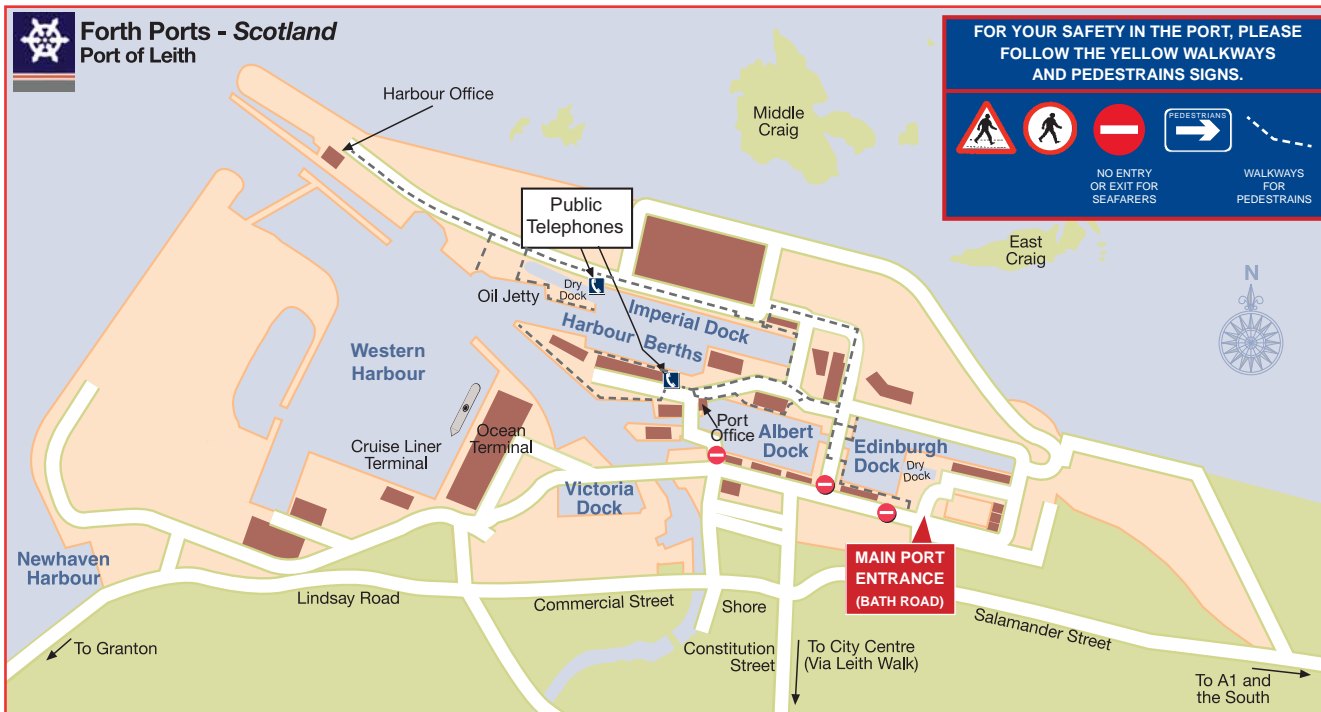 Forth Ports - Scotland
Port of Leith
FOR YOUR SAFETY IN THE PORT, PLEASE
FOLLOW THE YELLOW WALKWAYS
AND PEDESTRAINS SIGNS.
PEDESTRIANS
NO ENTRY
OR EXIT FOR
SEAFARERS
WALKWAYS
FOR
PEDESTRAINS
Harbour Office
Middle
Craig
Public
Telephones
East
Craig
N
Oil Jetty
Dry
Dock
Imperial Dock
Harbour Berths
Western
Harbour
Cruise Liner
Terminal
Ocean
Terminal
Port
Office
Albert
Dock
Edinburgh
Dock
Dry
Dock
Victoria
Dock
Newhaven
Harbour
MAIN PORT
ENTRANCE
(BATH ROAD)
Lindsay Road
Commercial Street
Shore
Salamander Street
To Granton
Constitution
Street
To City Centre
(Via Leith Walk)
To A1 and
the South